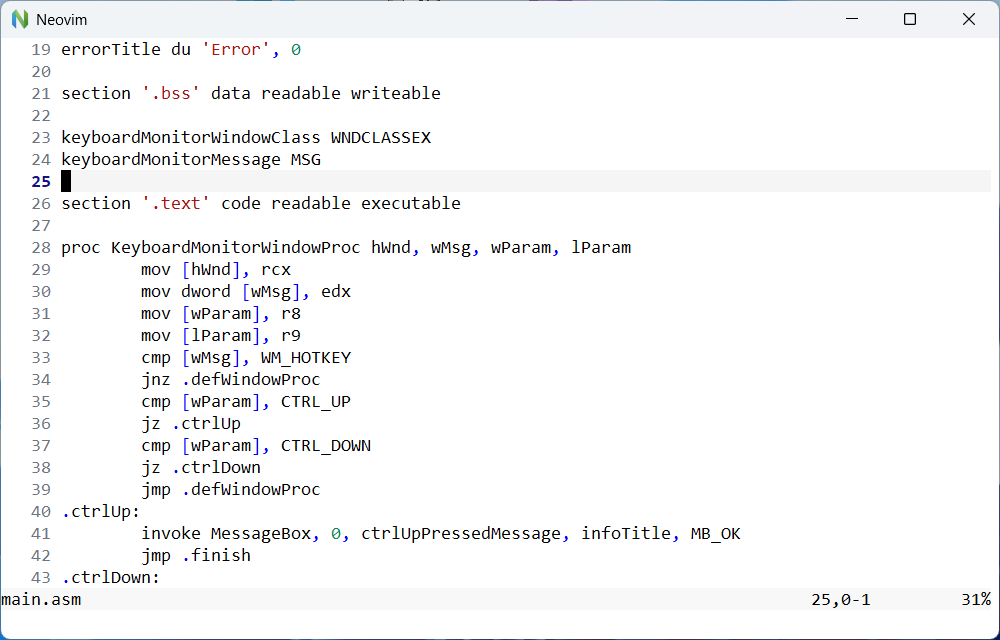 Neovim
19 errorTitle du 'Error', 0
20
21 section '.bss' data readable writeable
22
23 keyboardMonitorWindowClass WNDCLASSEX
24 keyboardMonitorMessage MSG
25
26 section '.text' code readable executable
27
28 proc KeyboardMonitorWindowProc hWnd, wMsg, wParam, lParam
29         mov [hWnd], rcx
30         mov dword [wMsg], edx
31         mov [wParam], r8
32         mov [lParam], r9
33         cmp [wMsg], WM_HOTKEY
34         jnz .defWindowProc
35         cmp [wParam], CTRL_UP
36         jz .ctrlUp
37         cmp [wParam], CTRL_DOWN
38         jz .ctrlDown
39         jmp .defWindowProc
40 .ctrlUp:
41         invoke MessageBox, 0, ctrlUpPressedMessage, infoTitle, MB_OK
42         jmp .finish
43 .ctrlDown:
main.asm 25,0-1 31%